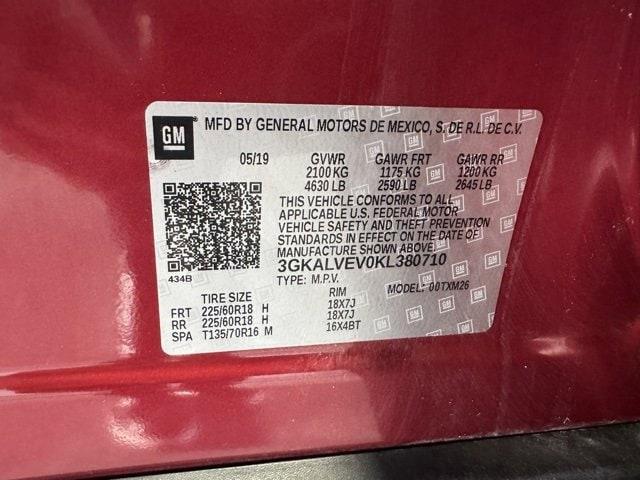 GM MFD BY GENERAL MOTORS DE MEXICO, S. DE R.L. DE C.V.
05/19 GVWR GAWR FRT GAWR RR
2100 KG 1175 KG 1200 KG
4630 LB 2590 LB 2645 LB
THIS VEHICLE CONFORMS TO ALL
APPLICABLE U.S. FEDERAL MOTOR
VEHICLE SAFETY AND THEFT PREVENTION
STANDARDS IN EFFECT ON THE DATE OF
MANUFACTURE SHOWN ABOVE.
3GKALVEV0KL380710
434B
TYPE: M.P.V. MODEL: 00TXM26
TIRE SIZE RIM
FRT 225/60R18 H 18X7J
RR 225/60R18 H 18X7J
SPA T135/70R16 M 16X4BT